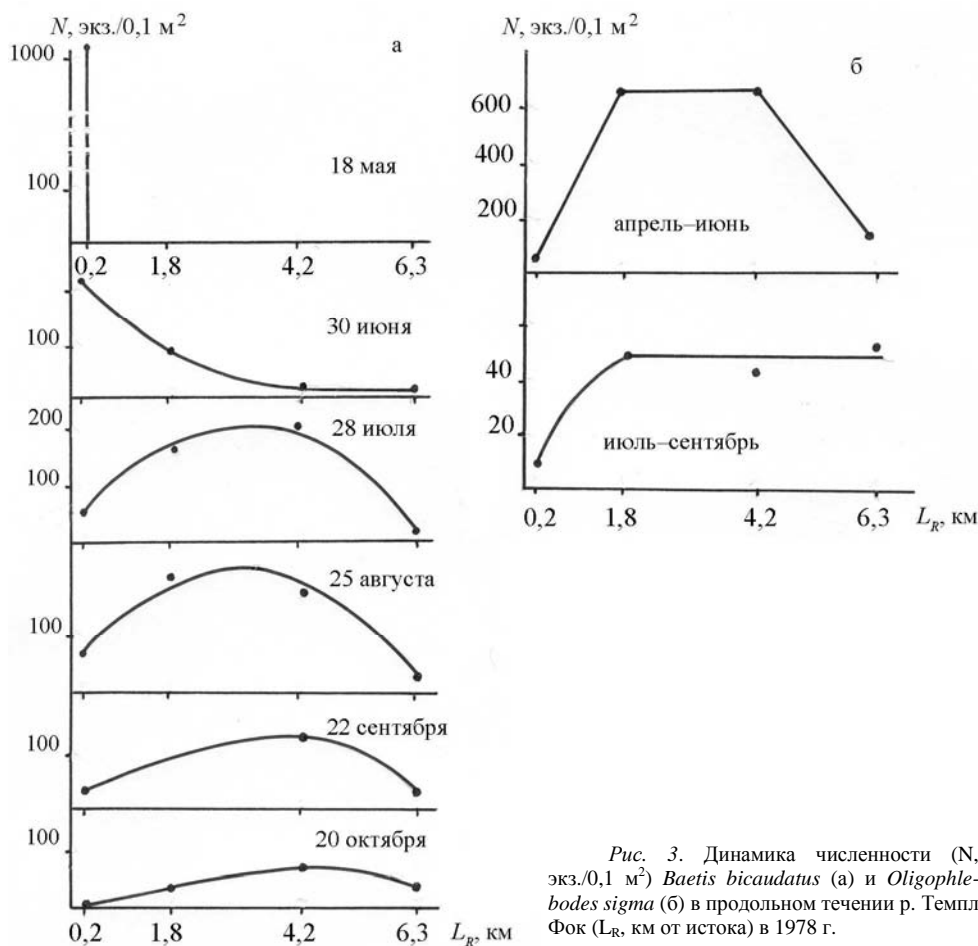 N, экз./0,1 м²
а
1000
100
18 мая
0,2 1,8 4,2 6,3
30 июня
100
28 июля
200
100
25 августа
100
22 сентября
100
20 октября
100
0,2 1,8 4,2 6,3 L_R, км
N, экз./0,1 м²
б
600
400
200
апрель–июнь
40
20
июль–сентябрь
0,2 1,8 4,2 6,3 L_R, км
Рис. 3. Динамика численности (N,
экз./0,1 м²) Baetis bicaudatus (а) и Oligophle-
bodes sigma (б) в продольном течении р. Темпл
Фок (L_R, км от истока) в 1978 г.